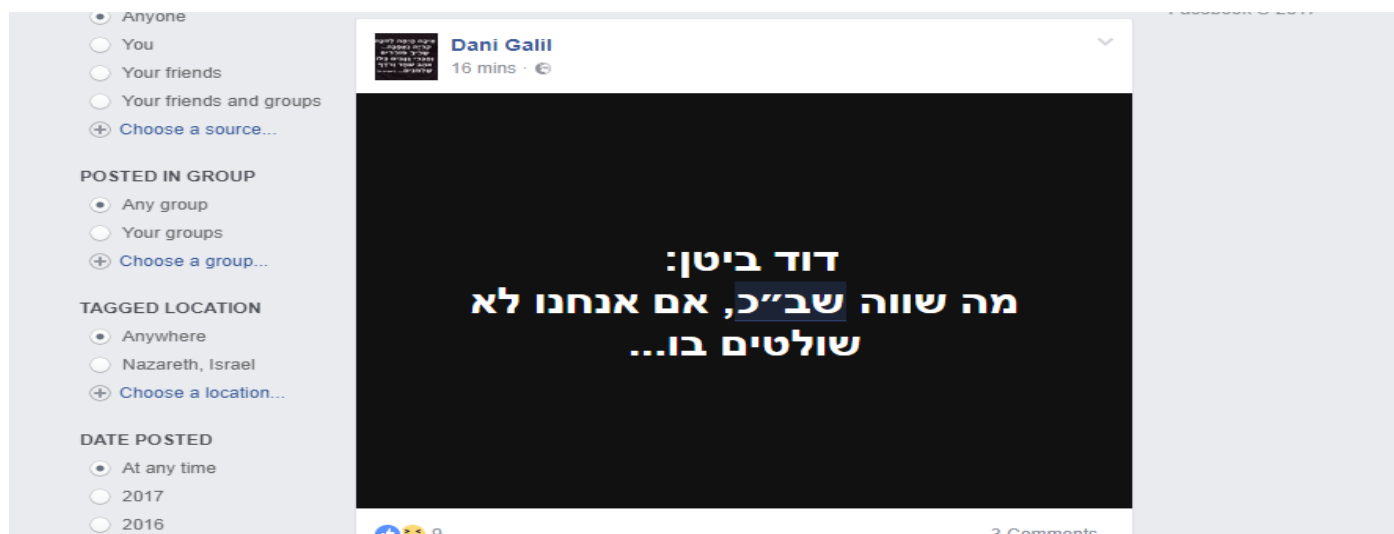 Anyone
You
Your friends
Your friends and groups
Choose a source...
POSTED IN GROUP
Any group
Your groups
Choose a group...
TAGGED LOCATION
Anywhere
Nazareth, Israel
Choose a location...
DATE POSTED
At any time
2017
2016
Dani Galil
16 mins
דוד ביטן:
מה שווה שב״כ, אם אנחנו לא
שולטים בו...
9
3 Comments